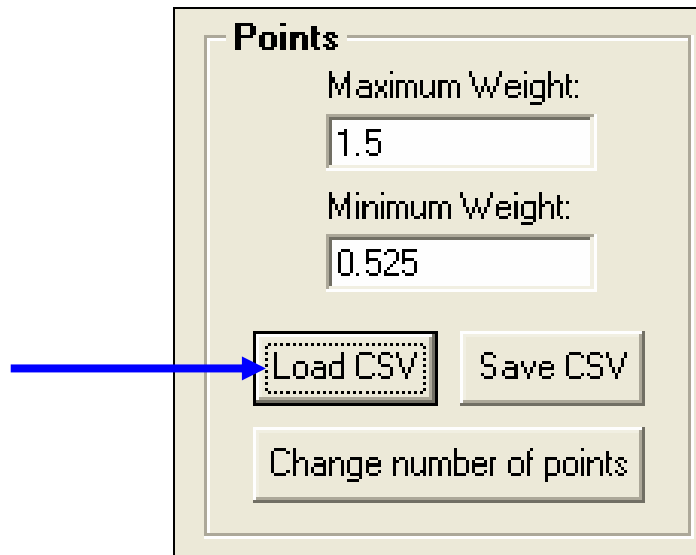 Points
Maximum Weight:
1.5
Minimum Weight:
0.525
Load CSV Save CSV
Change number of points